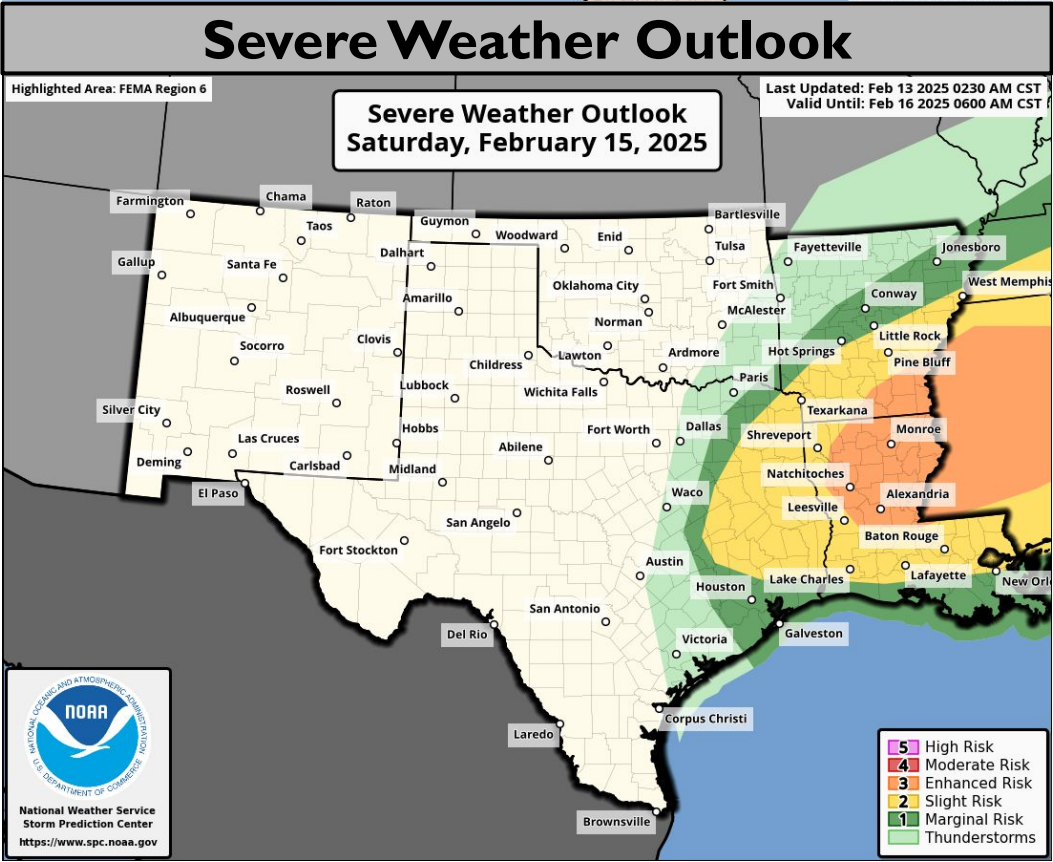 Severe Weather Outlook
Highlighted Area: FEMA Region 6
Last Updated: Feb 13 2025 0230 AM CST
Valid Until: Feb 16 2025 0600 AM CST
Severe Weather Outlook
Saturday, February 15, 2025
Farmington
Chama
Raton
Taos
Guymon
Woodward
Enid
Bartlesville
Tulsa
Fayetteville
Jonesboro
Gallup
Santa Fe
Dalhart
Oklahoma City
Fort Smith
Conway
West Memphis
Albuquerque
Amarillo
Norman
McAlester
Little Rock
Socorro
Clovis
Childress
Lawton
Ardmore
Hot Springs
Pine Bluff
Roswell
Lubbock
Wichita Falls
Paris
Texarkana
Silver City
Las Cruces
Hobbs
Abilene
Fort Worth
Dallas
Shreveport
Monroe
Deming
Carlsbad
Midland
Natchitoches
El Paso
San Angelo
Waco
Leesville
Alexandria
Fort Stockton
Austin
Baton Rouge
Houston
Lake Charles
Lafayette
New Orl
San Antonio
Del Rio
Victoria
Galveston
Laredo
Corpus Christi
Brownsville
NATIONAL OCEANIC AND ATMOSPHERIC ADMINISTRATION
NOAA
U.S. DEPARTMENT OF COMMERCE
National Weather Service
Storm Prediction Center
https://www.spc.noaa.gov
5 High Risk
4 Moderate Risk
3 Enhanced Risk
2 Slight Risk
1 Marginal Risk
Thunderstorms